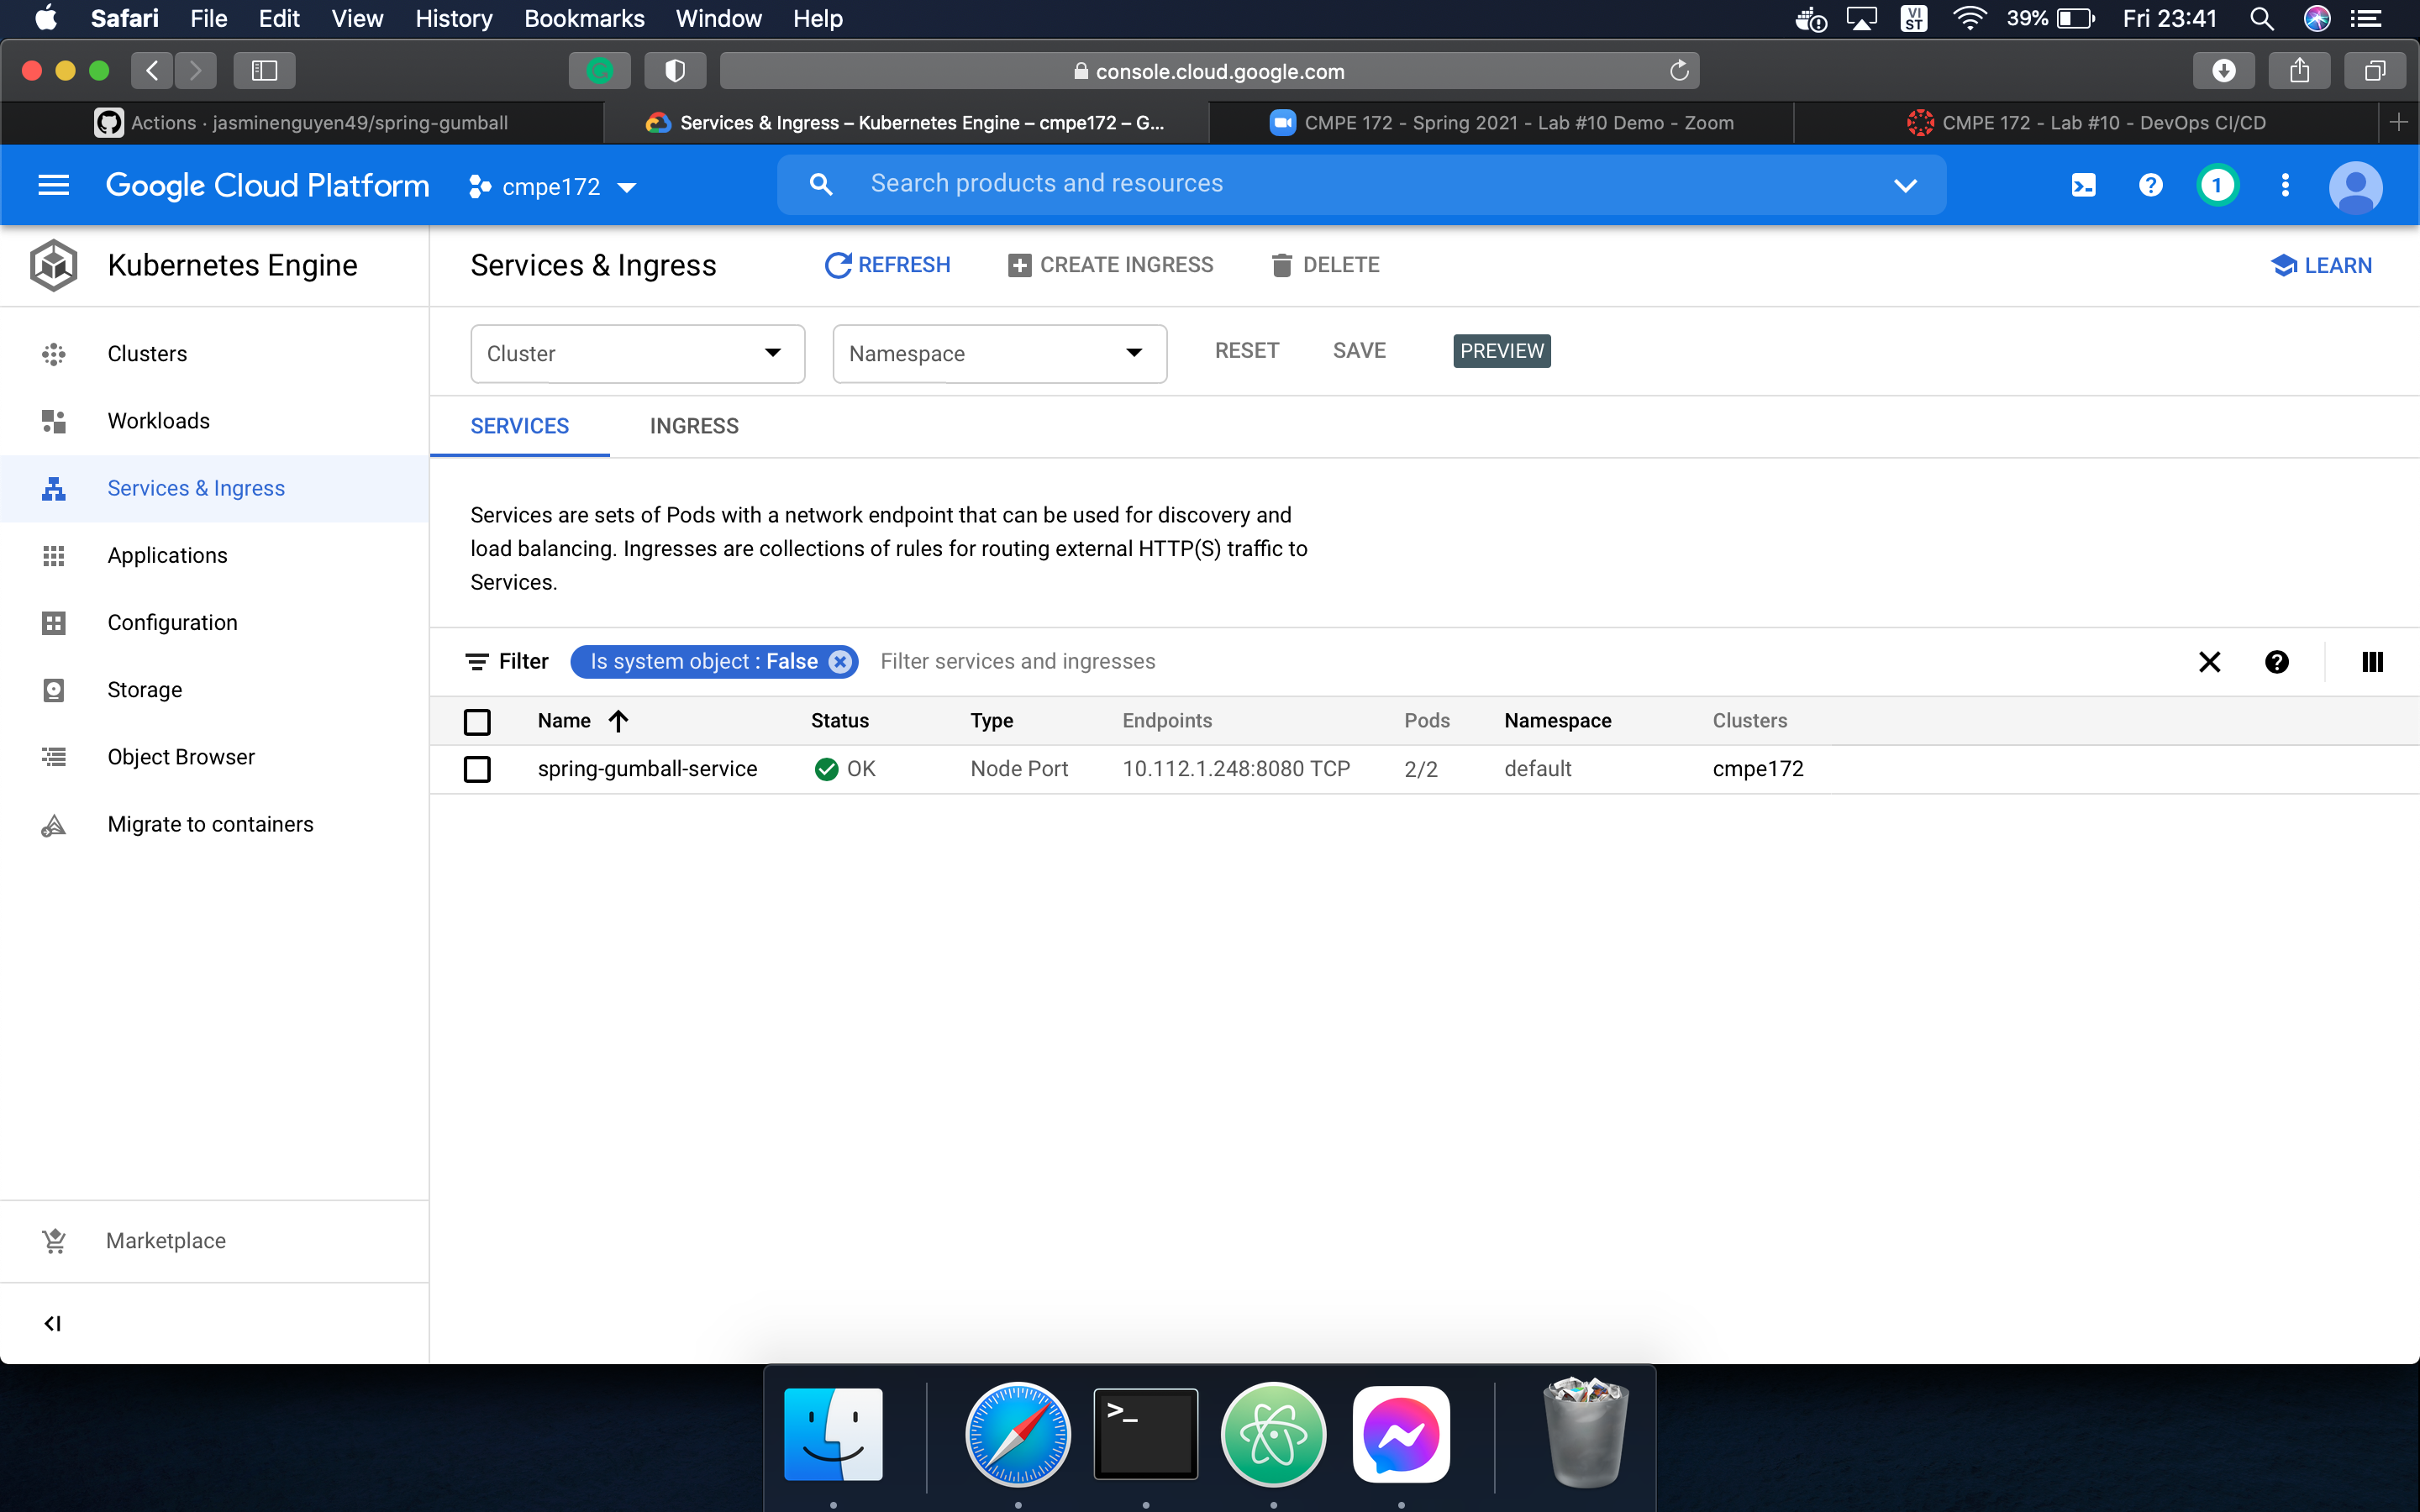 Safari File Edit View History Bookmarks Window Help VI ST 39% Fri 23:41
console.cloud.google.com
Actions · jasminenguyen49/spring-gumball
Services & Ingress – Kubernetes Engine – cmpe172 – G...
CMPE 172 - Spring 2021 - Lab #10 Demo - Zoom
CMPE 172 - Lab #10 - DevOps CI/CD
Google Cloud Platform cmpe172 Search products and resources 1
Kubernetes Engine
Services & Ingress REFRESH CREATE INGRESS DELETE LEARN
Clusters
Workloads
Services & Ingress
Applications
Configuration
Storage
Object Browser
Migrate to containers
Marketplace
Cluster Namespace RESET SAVE PREVIEW
SERVICES INGRESS
Services are sets of Pods with a network endpoint that can be used for discovery and
load balancing. Ingresses are collections of rules for routing external HTTP(S) traffic to
Services.
Filter Is system object : False Filter services and ingresses
Name Status Type Endpoints Pods Namespace Clusters
spring-gumball-service OK Node Port 10.112.1.248:8080 TCP 2/2 default cmpe172